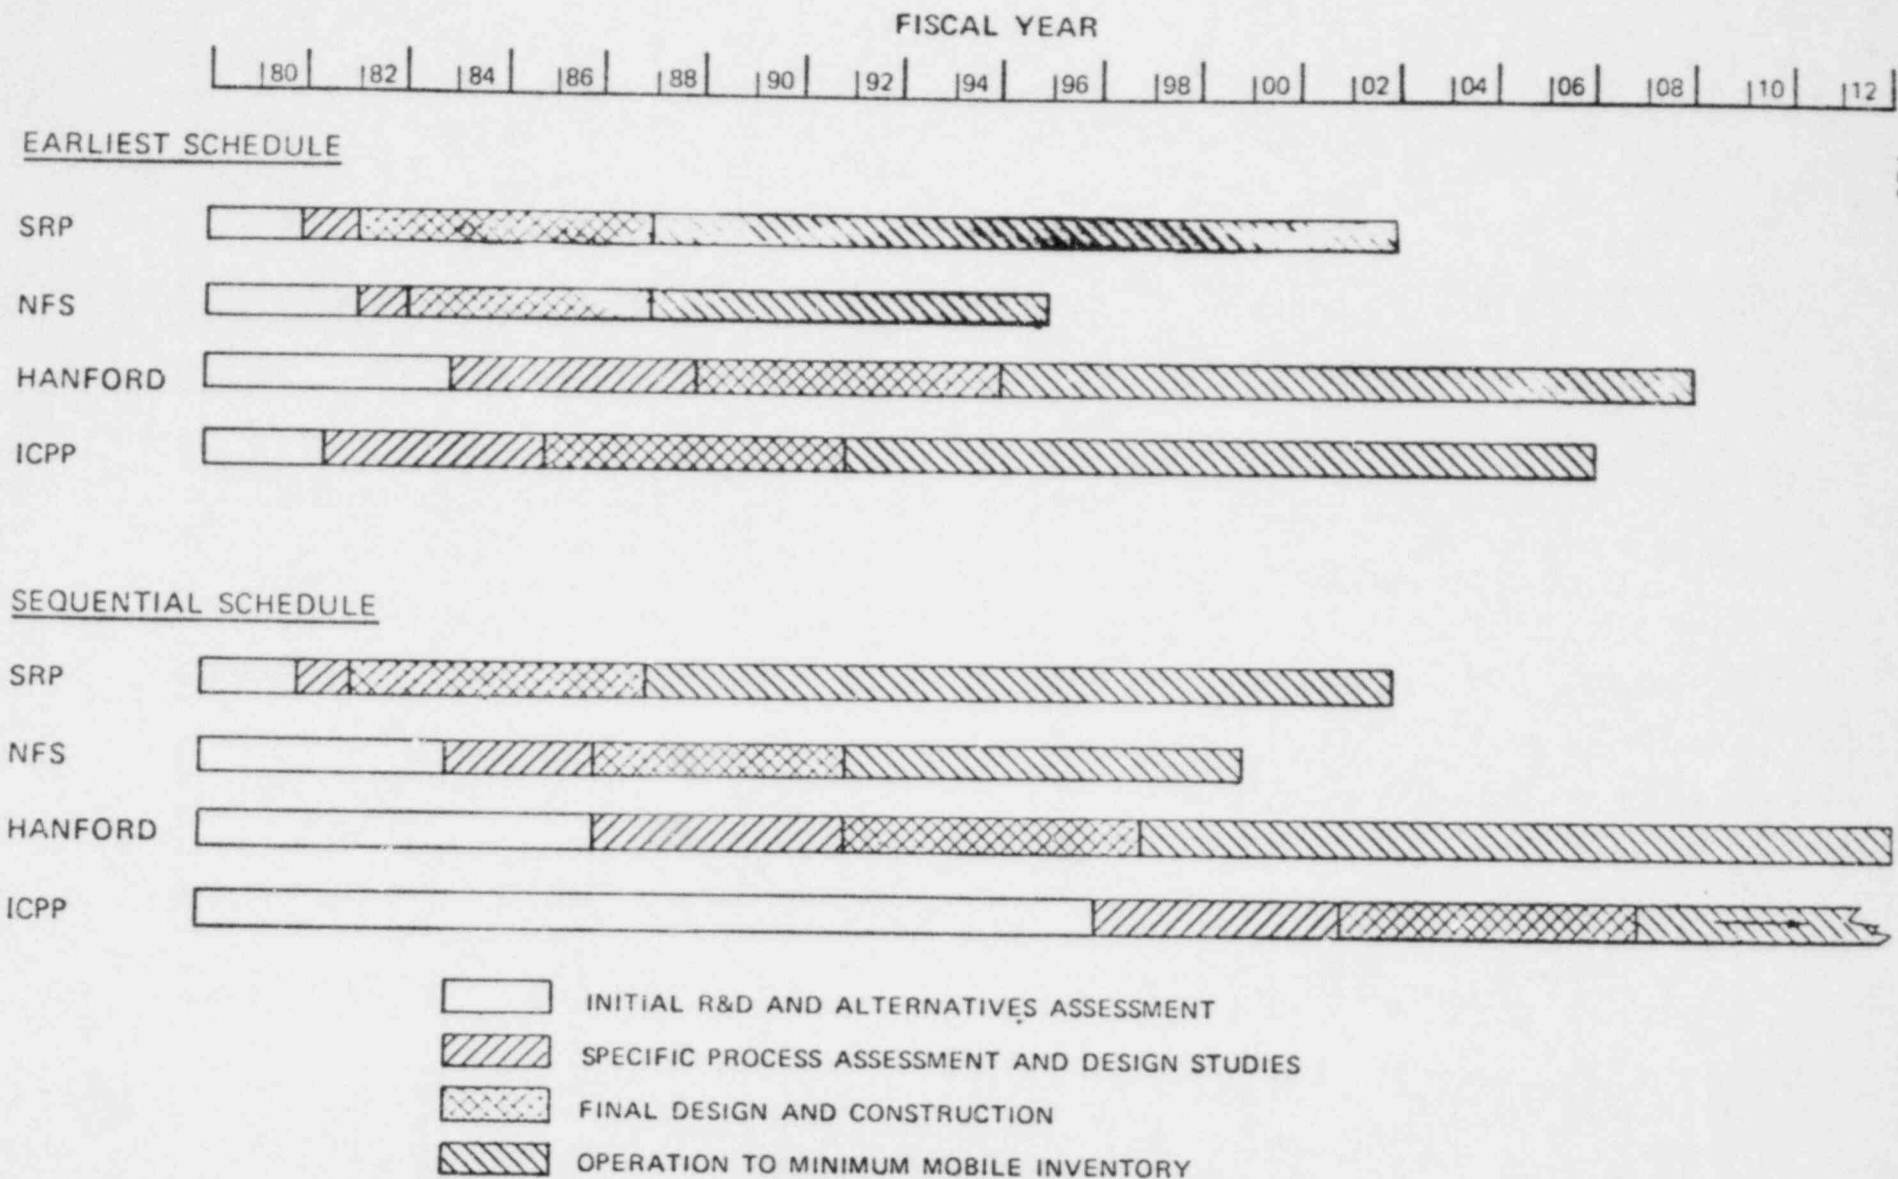 FISCAL YEAR
80 82 84 86 88 90 92 94 96 98 00 02 04 06 08 10 12
EARLIEST SCHEDULE
SRP
NFS
HANFORD
ICPP
SEQUENTIAL SCHEDULE
SRP
NFS
HANFORD
ICPP
INITIAL R&D AND ALTERNATIVES ASSESSMENT
SPECIFIC PROCESS ASSESSMENT AND DESIGN STUDIES
FINAL DESIGN AND CONSTRUCTION
OPERATION TO MINIMUM MOBILE INVENTORY